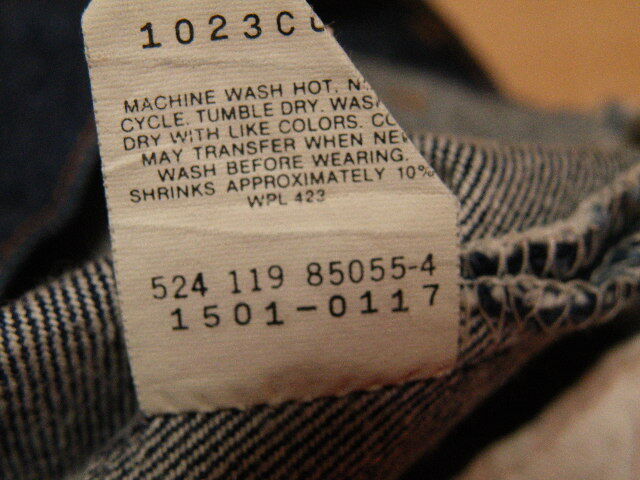 1023C
MACHINE WASH HOT,
CYCLE. TUMBLE DRY.
DRY WITH LIKE COLORS.
MAY TRANSFER WHEN
WASH BEFORE WEARING.
SHRINKS APPROXIMATELY 10%
WPL 423
524 119 85055-4
1501-0117